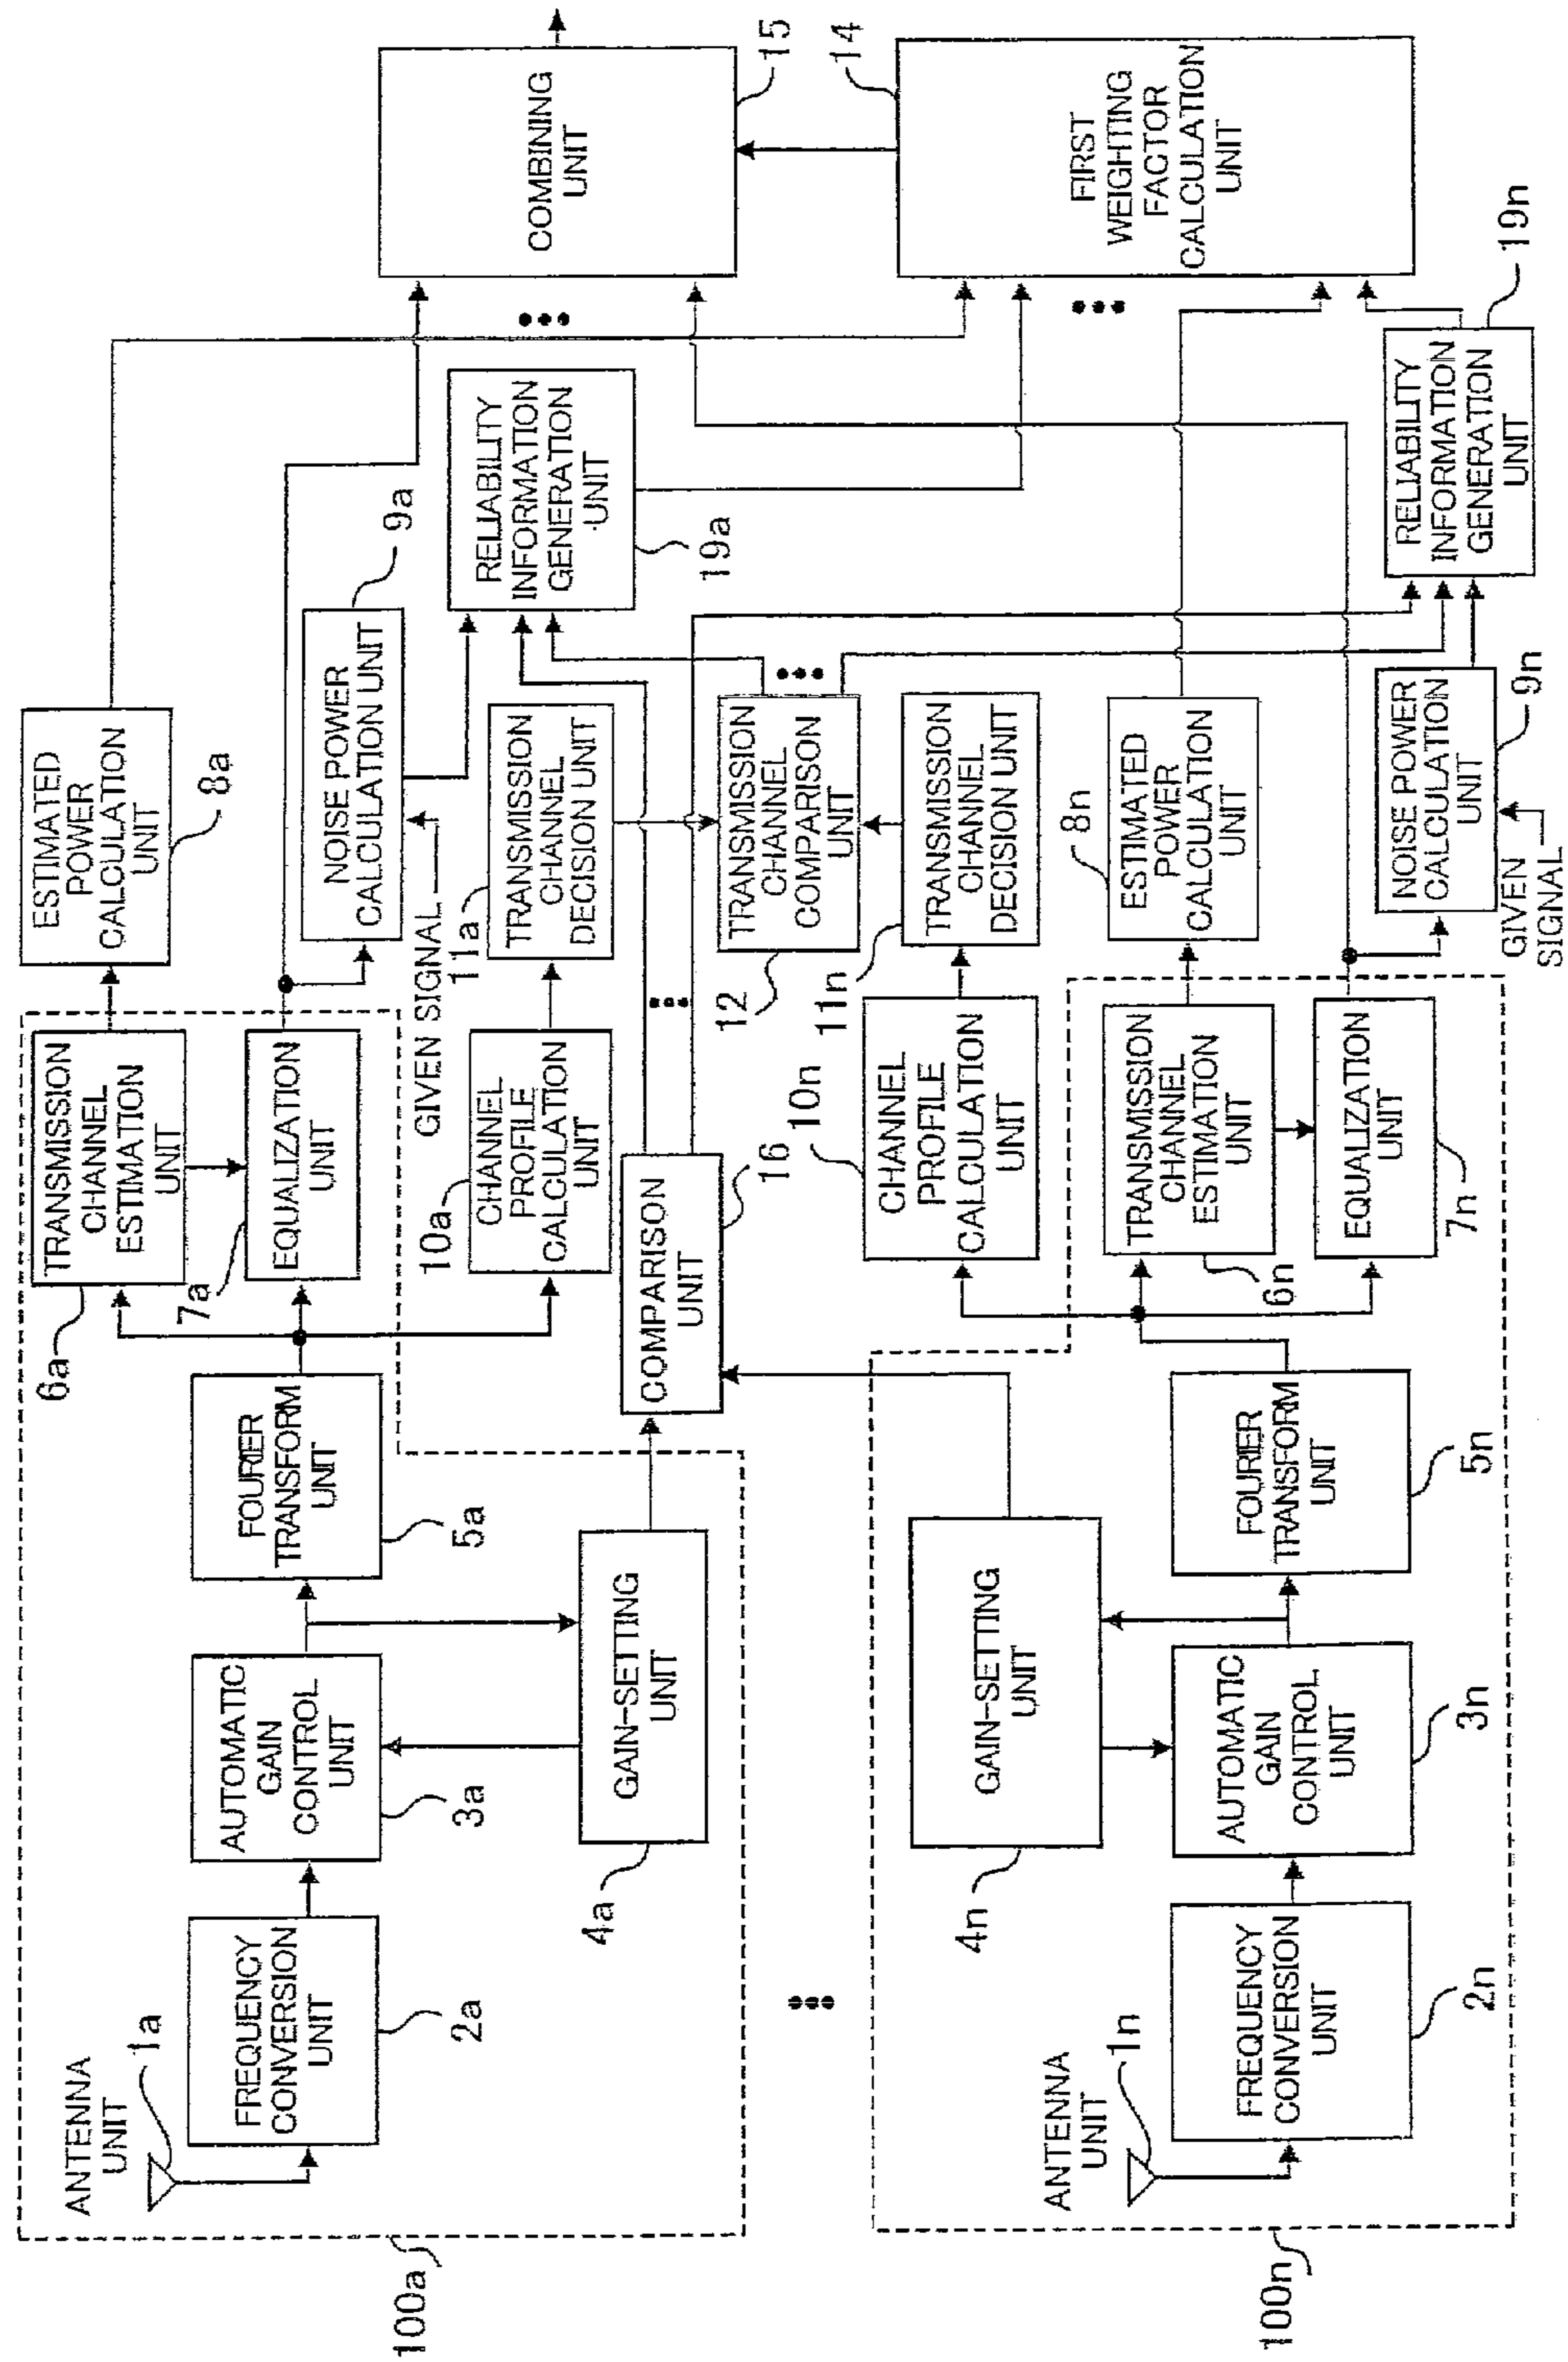 ANTENNA
UNIT
1a
100a
FREQUENCY
CONVERSION
UNIT
2a
AUTOMATIC
GAIN
CONTROL
UNIT
3a
GAIN-SETTING
UNIT
4a
FOURIER
TRANSFORM
UNIT
5a
TRANSMISSION
CHANNEL
ESTIMATION
UNIT
6a
EQUALIZATION
UNIT
7a
ESTIMATED
POWER
CALCULATION
UNIT
8a
NOISE POWER
CALCULATION UNIT
9a
GIVEN SIGNAL
CHANNEL
PROFILE
CALCULATION
UNIT
10a
TRANSMISSION
CHANNEL
DECISION UNIT
11a
RELIABILITY
INFORMATION
GENERATION
UNIT
19a
COMPARISON
UNIT
16
TRANSMISSION
CHANNEL
COMPARISON
UNIT
12
COMBINING
UNIT
15
FIRST
WEIGHTING
FACTOR
CALCULATION
UNIT
14
ANTENNA
UNIT
1n
100n
FREQUENCY
CONVERSION
UNIT
2n
AUTOMATIC
GAIN
CONTROL
UNIT
3n
GAIN-SETTING
UNIT
4n
FOURIER
TRANSFORM
UNIT
5n
CHANNEL
PROFILE
CALCULATION
UNIT
10n
TRANSMISSION
CHANNEL
DECISION UNIT
11n
TRANSMISSION
CHANNEL
ESTIMATION
UNIT
6n
EQUALIZATION
UNIT
7n
ESTIMATED
POWER
CALCULATION
UNIT
8n
NOISE POWER
CALCULATION
UNIT
9n
GIVEN
SIGNAL
RELIABILITY
INFORMATION
GENERATION
UNIT
19n